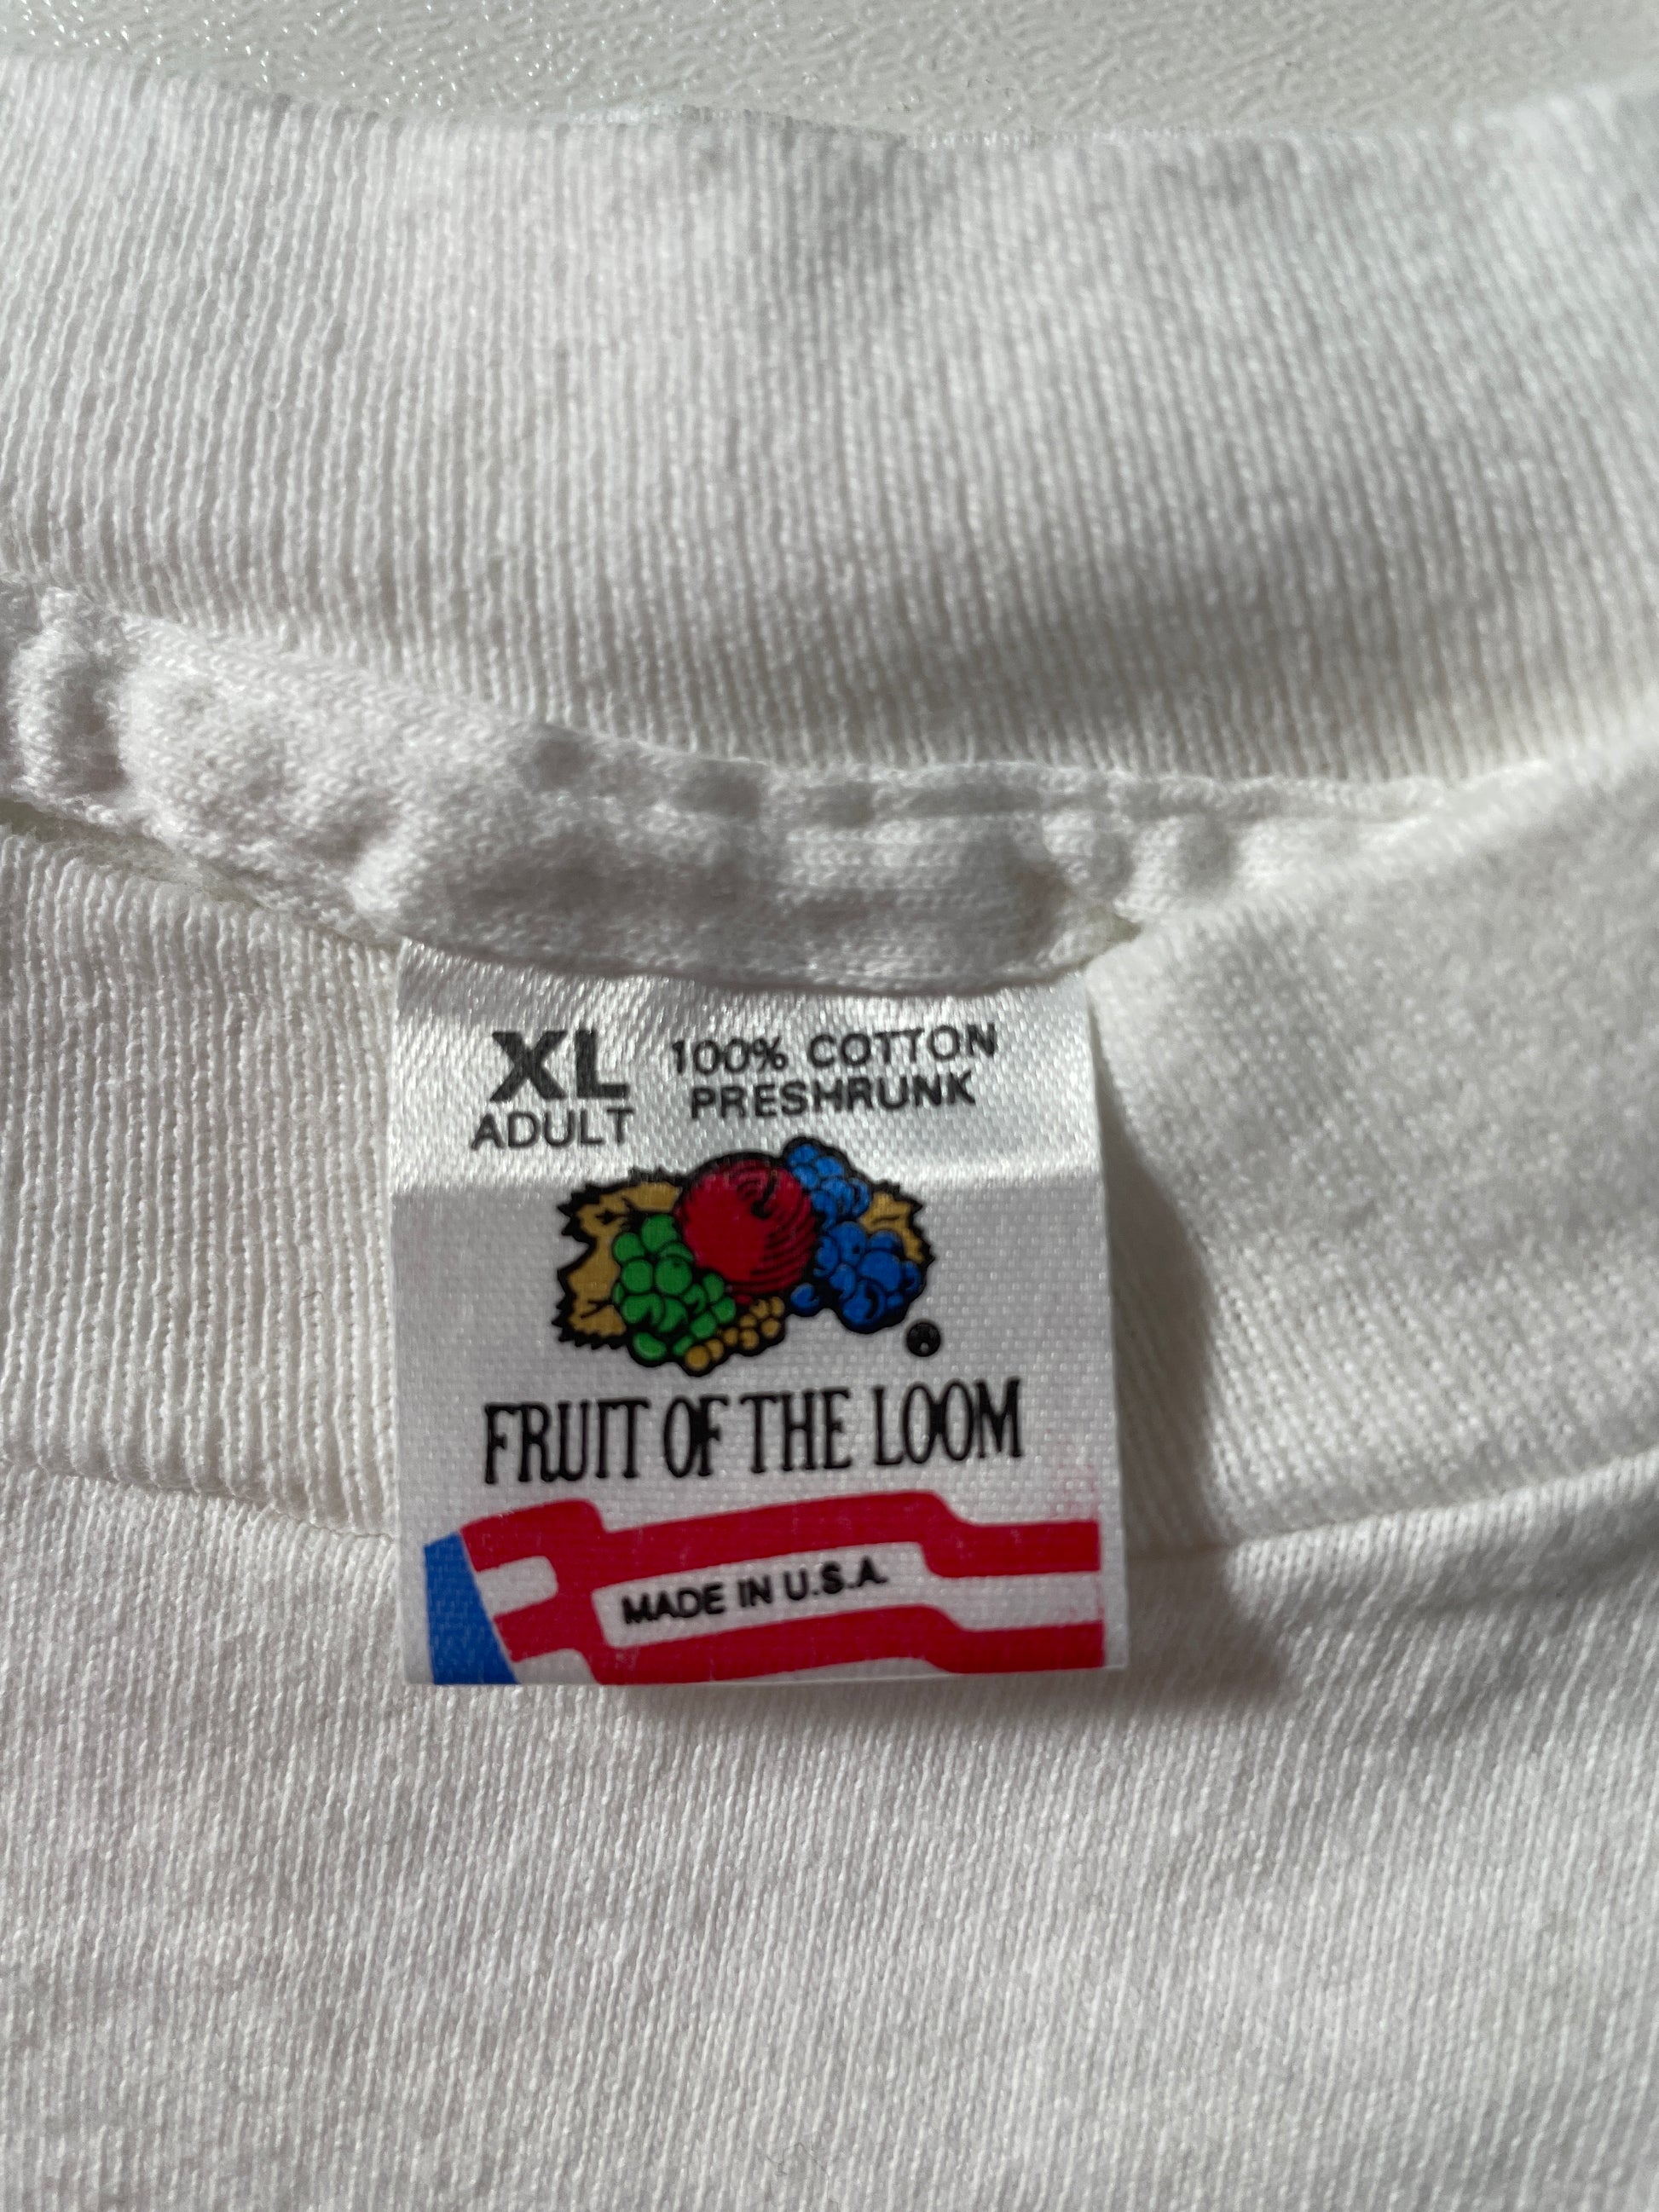 XL
ADULT
100% COTTON
PRESHRUNK
®
FRUIT OF THE LOOM
MADE IN U.S.A.